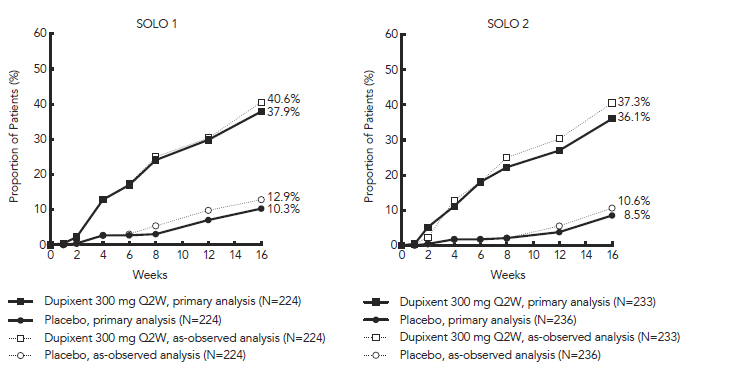 SOLO 1
Proportion of Patients (%)
60
50
40
30
20
10
0
40.6%
37.9%
12.9%
10.3%
0 2 4 6 8 10 12 14 16
Weeks
Dupixent 300 mg Q2W, primary analysis (N=224)
Placebo, primary analysis (N=224)
Dupixent 300 mg Q2W, as-observed analysis (N=224)
Placebo, as-observed analysis (N=224)
SOLO 2
Proportion of Patients (%)
60
50
40
30
20
10
0
37.3%
36.1%
10.6%
8.5%
0 2 4 6 8 10 12 14 16
Weeks
Dupixent 300 mg Q2W, primary analysis (N=233)
Placebo, primary analysis (N=236)
Dupixent 300 mg Q2W, as-observed analysis (N=233)
Placebo, as-observed analysis (N=236)